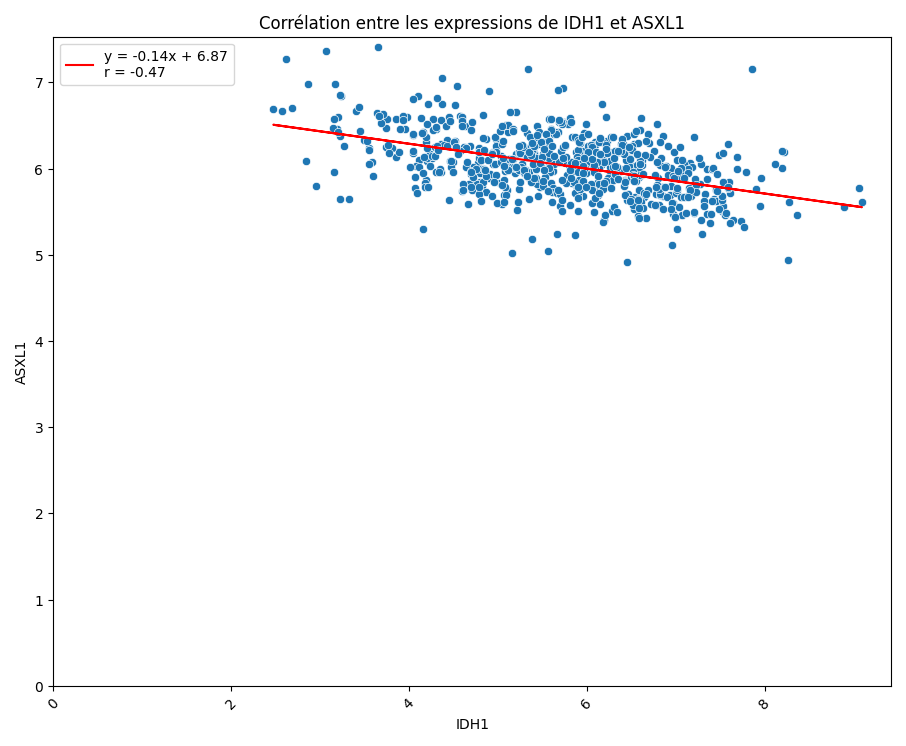 Corrélation entre les expressions de IDH1 et ASXL1
y = -0.14x + 6.87
r = -0.47
7
6
5
4
3
2
1
0
ASXL1
0
2
4
6
8
IDH1